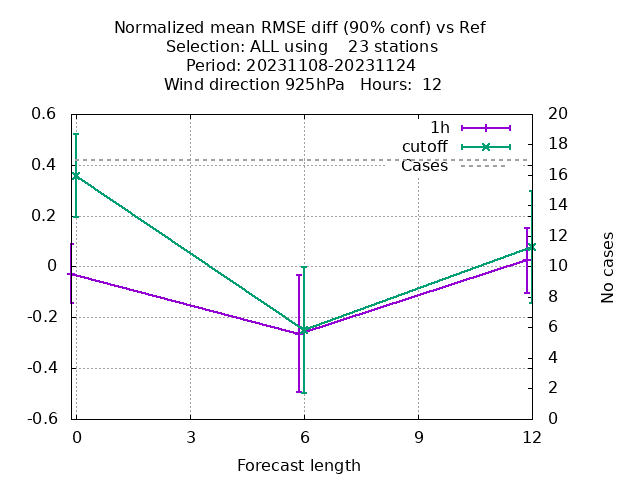 Normalized mean RMSE diff (90% conf) vs Ref
Selection: ALL using    23 stations
Period: 20231108-20231124
Wind direction 925hPa   Hours:  12
0.6
0.4
0.2
0
-0.2
-0.4
-0.6
20
18
16
14
12
10
8
6
4
2
0
1h
cutoff
Cases
No cases
0 3 6 9 12
Forecast length